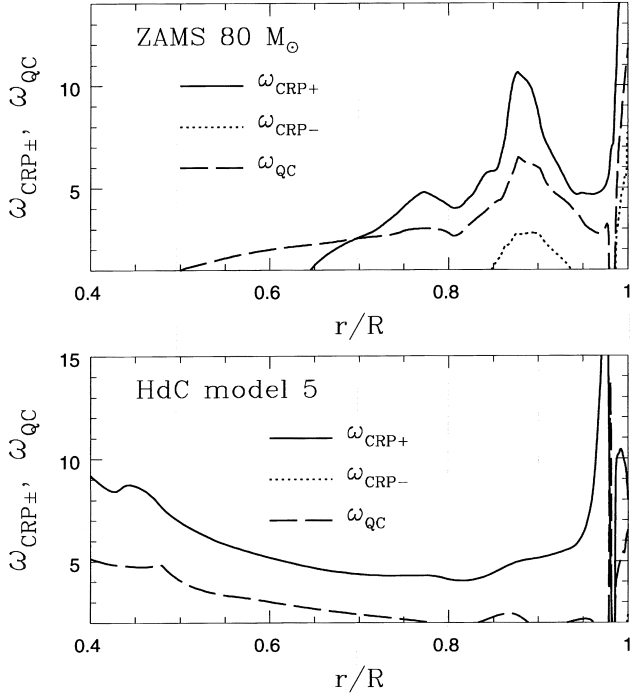 ZAMS 80 M⊙
ω_CRP+
ω_CRP−
ω_QC
ω_CRP±, ω_QC
10
5
0.4 0.6 0.8 1
r/R
HdC model 5
ω_CRP+
ω_CRP−
ω_QC
ω_CRP±, ω_QC
15
10
5
0.4 0.6 0.8 1
r/R